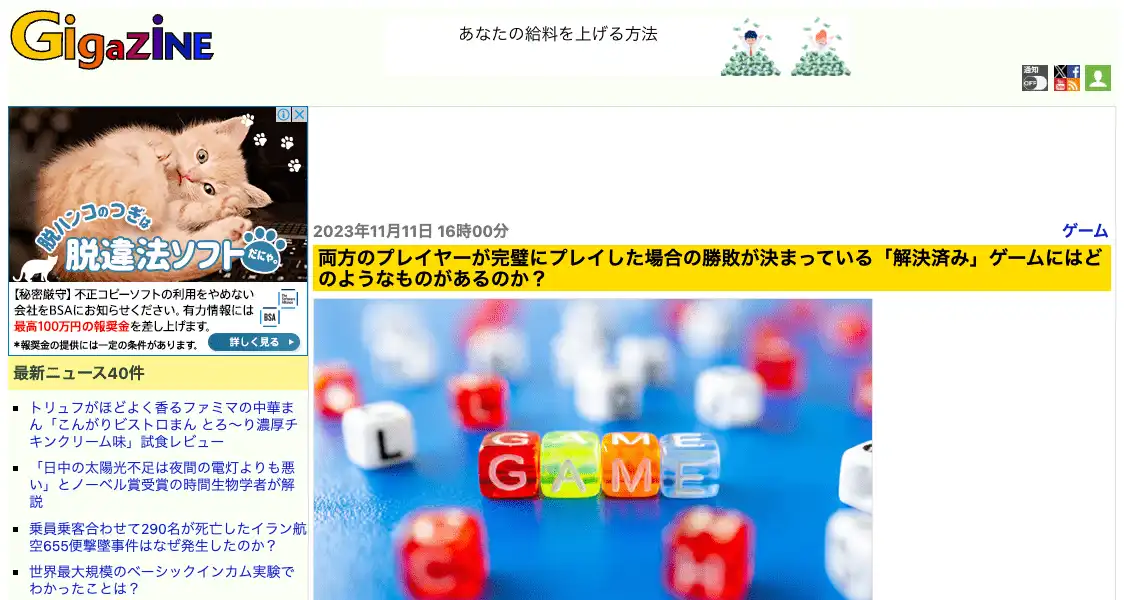 GIGAZINE
あなたの給料を上げる方法
通知
OFF
脱ハンコのつぎは
脱違法ソフト
だにゃ。
【秘密厳守】不正コピーソフトの利用をやめない
会社をBSAにお知らせください。有力情報には
最高100万円の報奨金を差し上げます。
BSA
*報奨金の提供には一定の条件があります。
詳しく見る
最新ニュース40件
トリュフがほどよく香るファミマの中華ま
ん「こんがりビストロまん とろ〜り濃厚チ
キンクリーム味」試食レビュー
「日中の太陽光不足は夜間の電灯よりも悪
い」とノーベル賞受賞の時間生物学者が解
説
乗員乗客合わせて290名が死亡したイラン航
空655便撃墜事件はなぜ発生したのか？
世界最大規模のベーシックインカム実験で
わかったことは？
2023年11月11日 16時00分
ゲーム
両方のプレイヤーが完璧にプレイした場合の勝敗が決まっている「解決済み」ゲームにはど
のようなものがあるのか？
L
GAME
GAME
C
H